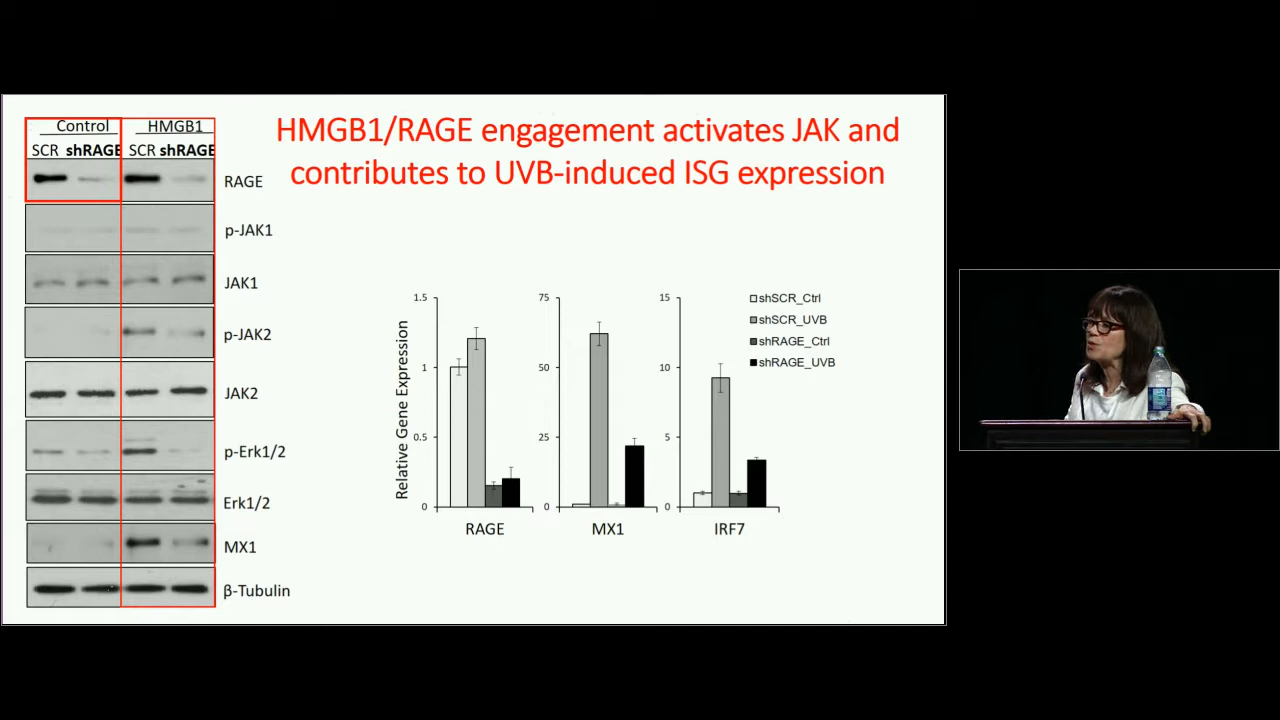 HMGB1/RAGE engagement activates JAK and
contributes to UVB-induced ISG expression
Control HMGB1
SCR shRAGE SCR shRAGE
RAGE
p-JAK1
JAK1
p-JAK2
JAK2
p-Erk1/2
Erk1/2
MX1
β-Tubulin
Relative Gene Expression
1.5
1
0.5
0
RAGE
75
50
25
0
MX1
15
10
5
0
IRF7
shSCR_Ctrl
shSCR_UVB
shRAGE_Ctrl
shRAGE_UVB